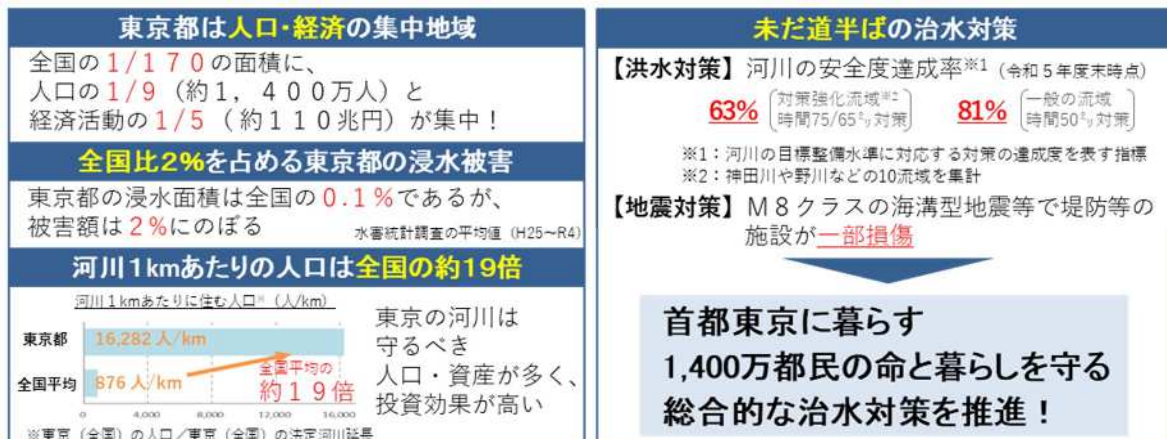 東京都は人口・経済の集中地域
全国の1/170の面積に、
人口の1/9（約1，400万人）と
経済活動の1/5（約110兆円）が集中！
全国比2%を占める東京都の浸水被害
東京都の浸水面積は全国の0.1%であるが、
被害額は2%にのぼる 水害統計調査の平均値（H25～R4）
河川1kmあたりの人口は全国の約19倍
河川1kmあたりに住む人口※（人/km）
東京都 16,282人/km
全国平均 876人/km
全国平均の
約19倍
0 4,000 8,000 12,000 16,000
※東京（全国）の人口／東京（全国）の法定河川延長
東京の河川は
守るべき
人口・資産が多く、
投資効果が高い
未だ道半ばの治水対策
【洪水対策】河川の安全度達成率※1（令和5年度末時点）
63% 対策強化流域※2 81% 一般の流域
時間75/65㍉対策 時間50㍉対策
※1：河川の目標整備水準に対応する対策の達成度を表す指標
※2：神田川や野川などの10流域を集計
【地震対策】M8クラスの海溝型地震等で堤防等の
施設が一部損傷
首都東京に暮らす
1,400万都民の命と暮らしを守る
総合的な治水対策を推進！